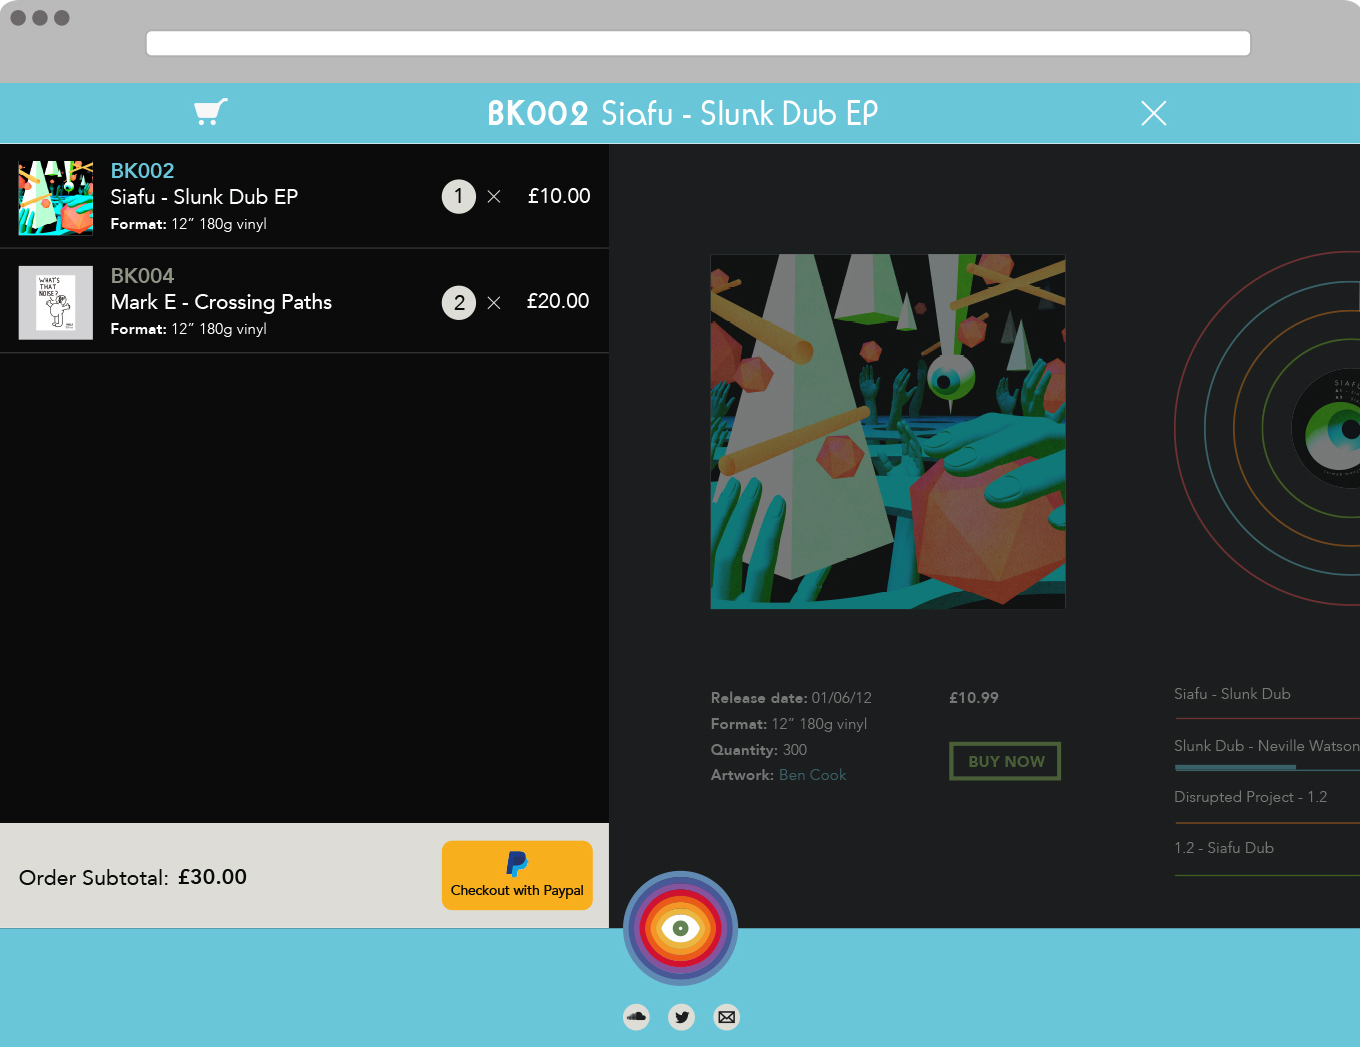 BK002 Siafu - Slunk Dub EP
BK002
Siafu - Slunk Dub EP
Format: 12” 180g vinyl
1 × £10.00
WHAT'S
THAT
NOISE?
BK004
Mark E - Crossing Paths
Format: 12” 180g vinyl
2 × £20.00
Order Subtotal: £30.00
Checkout with Paypal
SIAFU
Release date: 01/06/12
Format: 12” 180g vinyl
Quantity: 300
Artwork: Ben Cook
£10.99
BUY NOW
Siafu - Slunk Dub
Slunk Dub - Neville Watson
Disrupted Project - 1.2
1.2 - Siafu Dub